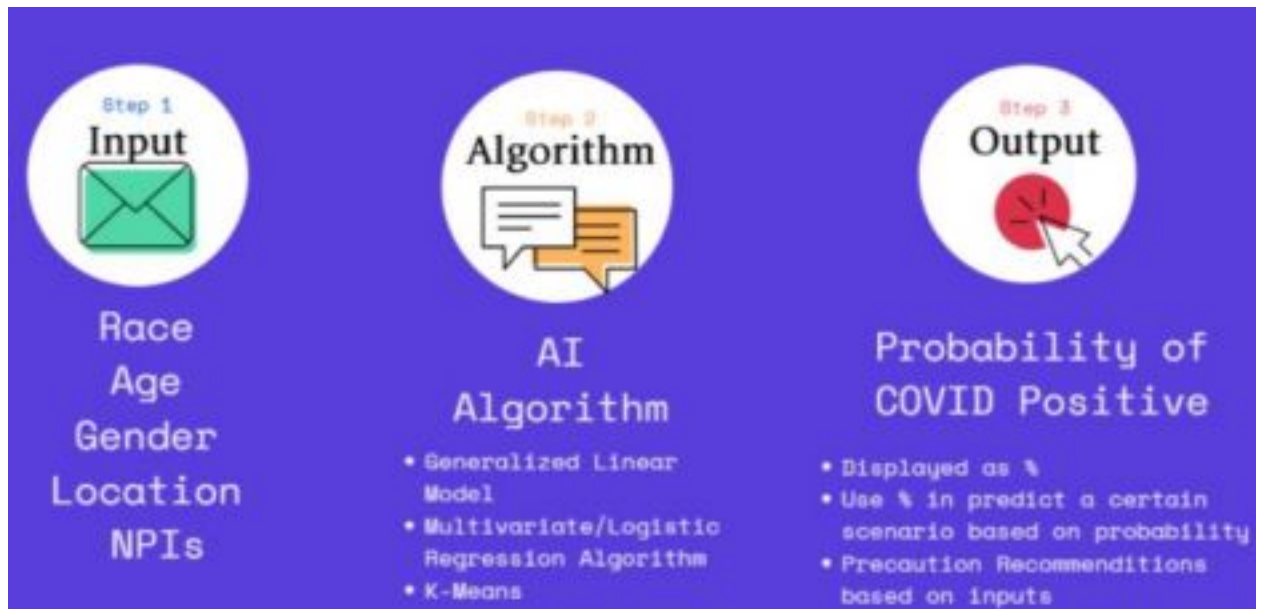 Step 1
Input
Race
Age
Gender
Location
NPIs
Step 2
Algorithm
AI
Algorithm
• Generalized Linear
Model
• Multivariate/Logistic
Regression Algorithm
• K-Means
Step 3
Output
Probability of
COVID Positive
• Displayed as %
• Use % in predict a certain
scenario based on probability
• Precaution Recommenditions
based on inputs